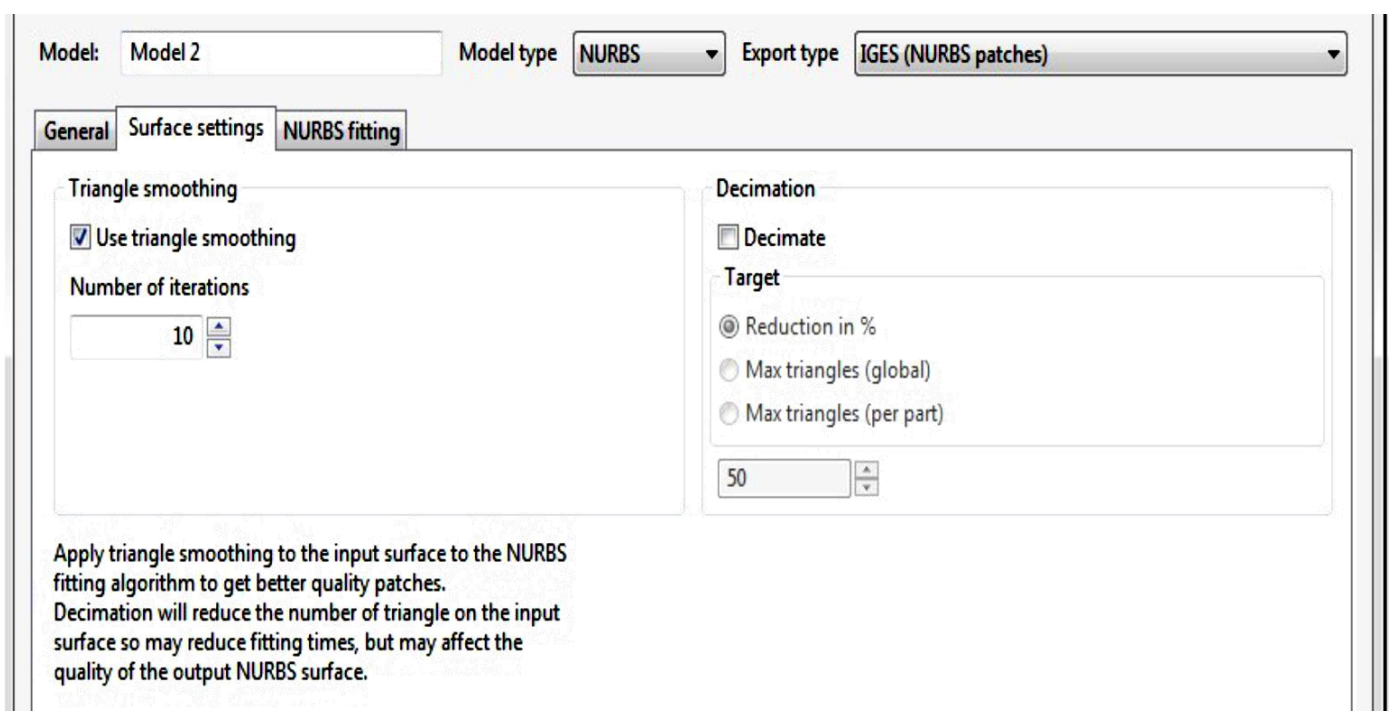 Model: Model 2 Model type NURBS Export type IGES (NURBS patches)
General Surface settings NURBS fitting
Triangle smoothing
Use triangle smoothing
Number of iterations
10
Decimation
Decimate
Target
Reduction in %
Max triangles (global)
Max triangles (per part)
50
Apply triangle smoothing to the input surface to the NURBS
fitting algorithm to get better quality patches.
Decimation will reduce the number of triangle on the input
surface so may reduce fitting times, but may affect the
quality of the output NURBS surface.